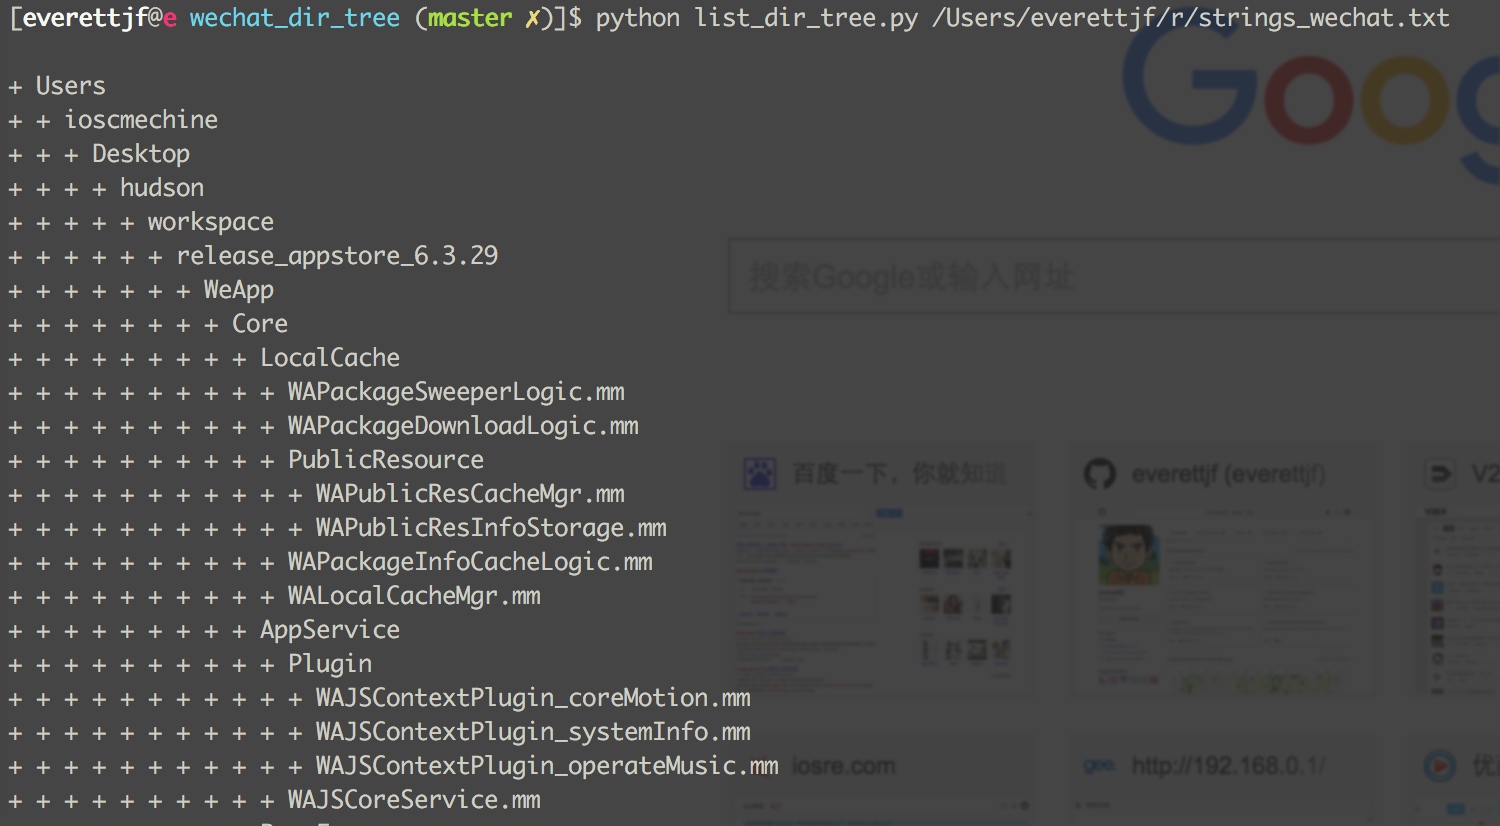 [everettjf@e wechat_dir_tree (master ✗)]$ python list_dir_tree.py /Users/everettjf/r/strings_wechat.txt
+ Users
+ + ioscmechine
+ + + Desktop
+ + + + hudson
+ + + + + workspace
+ + + + + + release_appstore_6.3.29
+ + + + + + + WeApp
+ + + + + + + + Core
+ + + + + + + + + LocalCache
+ + + + + + + + + + WAPackageSweeperLogic.mm
+ + + + + + + + + + WAPackageDownloadLogic.mm
+ + + + + + + + + + PublicResource
+ + + + + + + + + + + WAPublicResCacheMgr.mm
+ + + + + + + + + + + WAPublicResInfoStorage.mm
+ + + + + + + + + + WAPackageInfoCacheLogic.mm
+ + + + + + + + + + WALocalCacheMgr.mm
+ + + + + + + + + AppService
+ + + + + + + + + + Plugin
+ + + + + + + + + + + WAJSContextPlugin_coreMotion.mm
+ + + + + + + + + + + WAJSContextPlugin_systemInfo.mm
+ + + + + + + + + + + WAJSContextPlugin_operateMusic.mm
+ + + + + + + + + + WAJSCoreService.mm
Goog
搜索Google或输入网址
百度一下，你就知道
everettjf (everettjf)
V2
iosre.com
gee.
http://192.168.0.1/